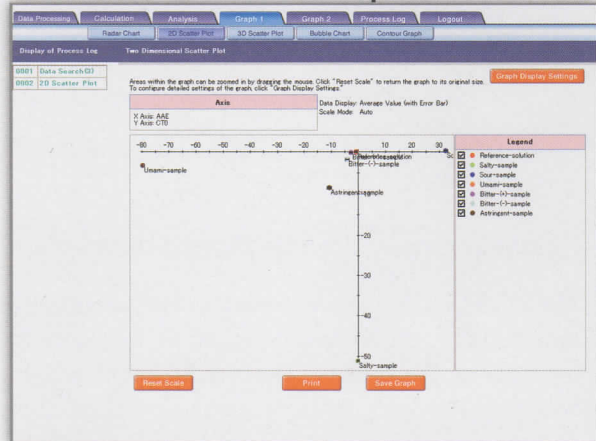 Data Processing Calculation Analysis Graph 1 Graph 2 Process Log Logout
Radar Chart 2D Scatter Plot 3D Scatter Plot Bubble Chart Contour Graph
Display of Process Log Two Dimensional Scatter Plot
0001 Data Search(3)
0002 2D Scatter Plot
Areas within the graph can be zoomed in by dragging the mouse. Click "Reset Scale" to return the graph to its original size.
To configure detailed settings of the graph, click "Graph Display Settings."
Graph Display Settings
Axis
X Axis: AAE
Y Axis: CT0
Data Display: Average Value (with Error Bar)
Scale Mode: Auto
-80 -70 -60 -50 -40 -30 -20 -10 10 20 30
Umami-sample
Bitter-(-)-sample
Astringent-sample
-20
-30
-40
-50
Salty-sample
Legend
Reference-solution
Salty-sample
Sour-sample
Umami-sample
Bitter-(+)-sample
Bitter-(-)-sample
Astringent-sample
Reset Scale Print Save Graph